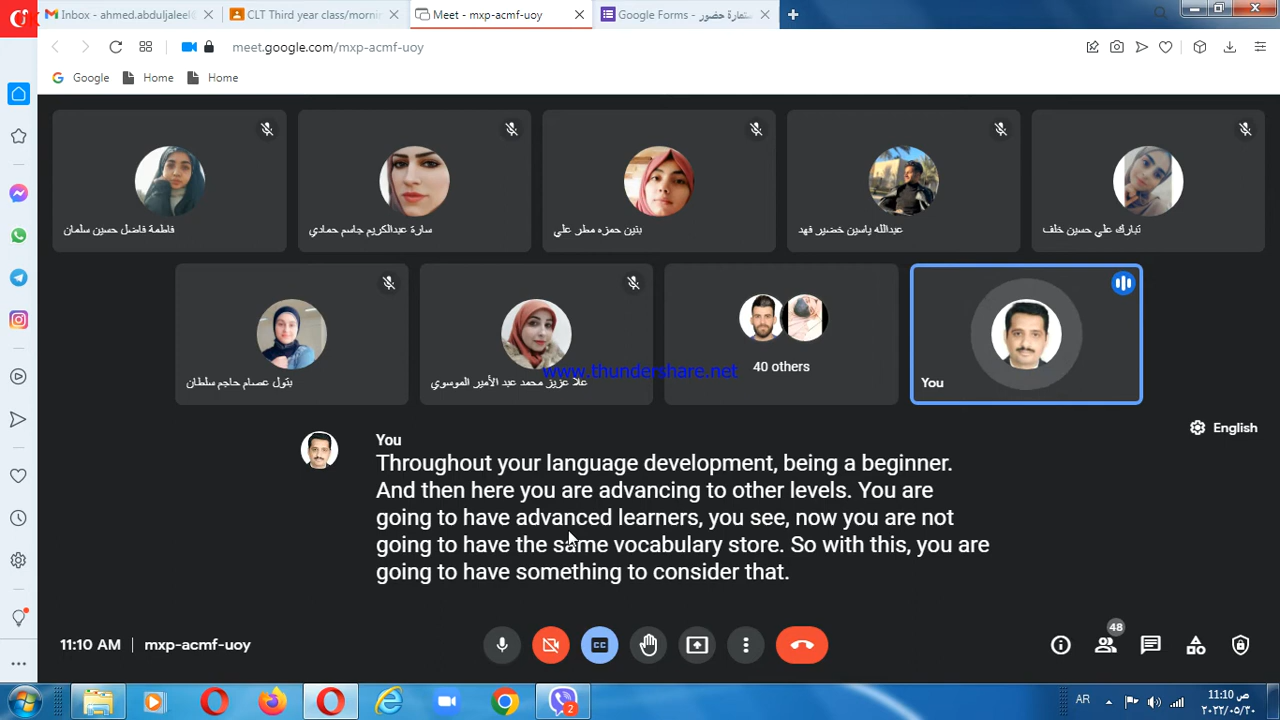 Inbox - ahmed.abduljaleel@
CLT Third year class/mornin
Meet - mxp-acmf-uoy
Google Forms - استمارة حضور
meet.google.com/mxp-acmf-uoy
Google
Home
Home
فاطمة فاضل حسين سلمان
سارة عبدالكريم جاسم حمادي
بنين حمزه مطر علي
عبدالله ياسين خضير فهد
تبارك علي حسين خلف
بتول عصام حاجم سلطان
علا عزيز محمد عبد الأمير الموسوي
40 others
You
www.thundershare.net
English
You
Throughout your language development, being a beginner.
And then here you are advancing to other levels. You are
going to have advanced learners, you see, now you are not
going to have the same vocabulary store. So with this, you are
going to have something to consider that.
11:10 AM
mxp-acmf-uoy
CC
48
2
AR
11:10 ص
٢٠٢٢/٠٥/٣٠